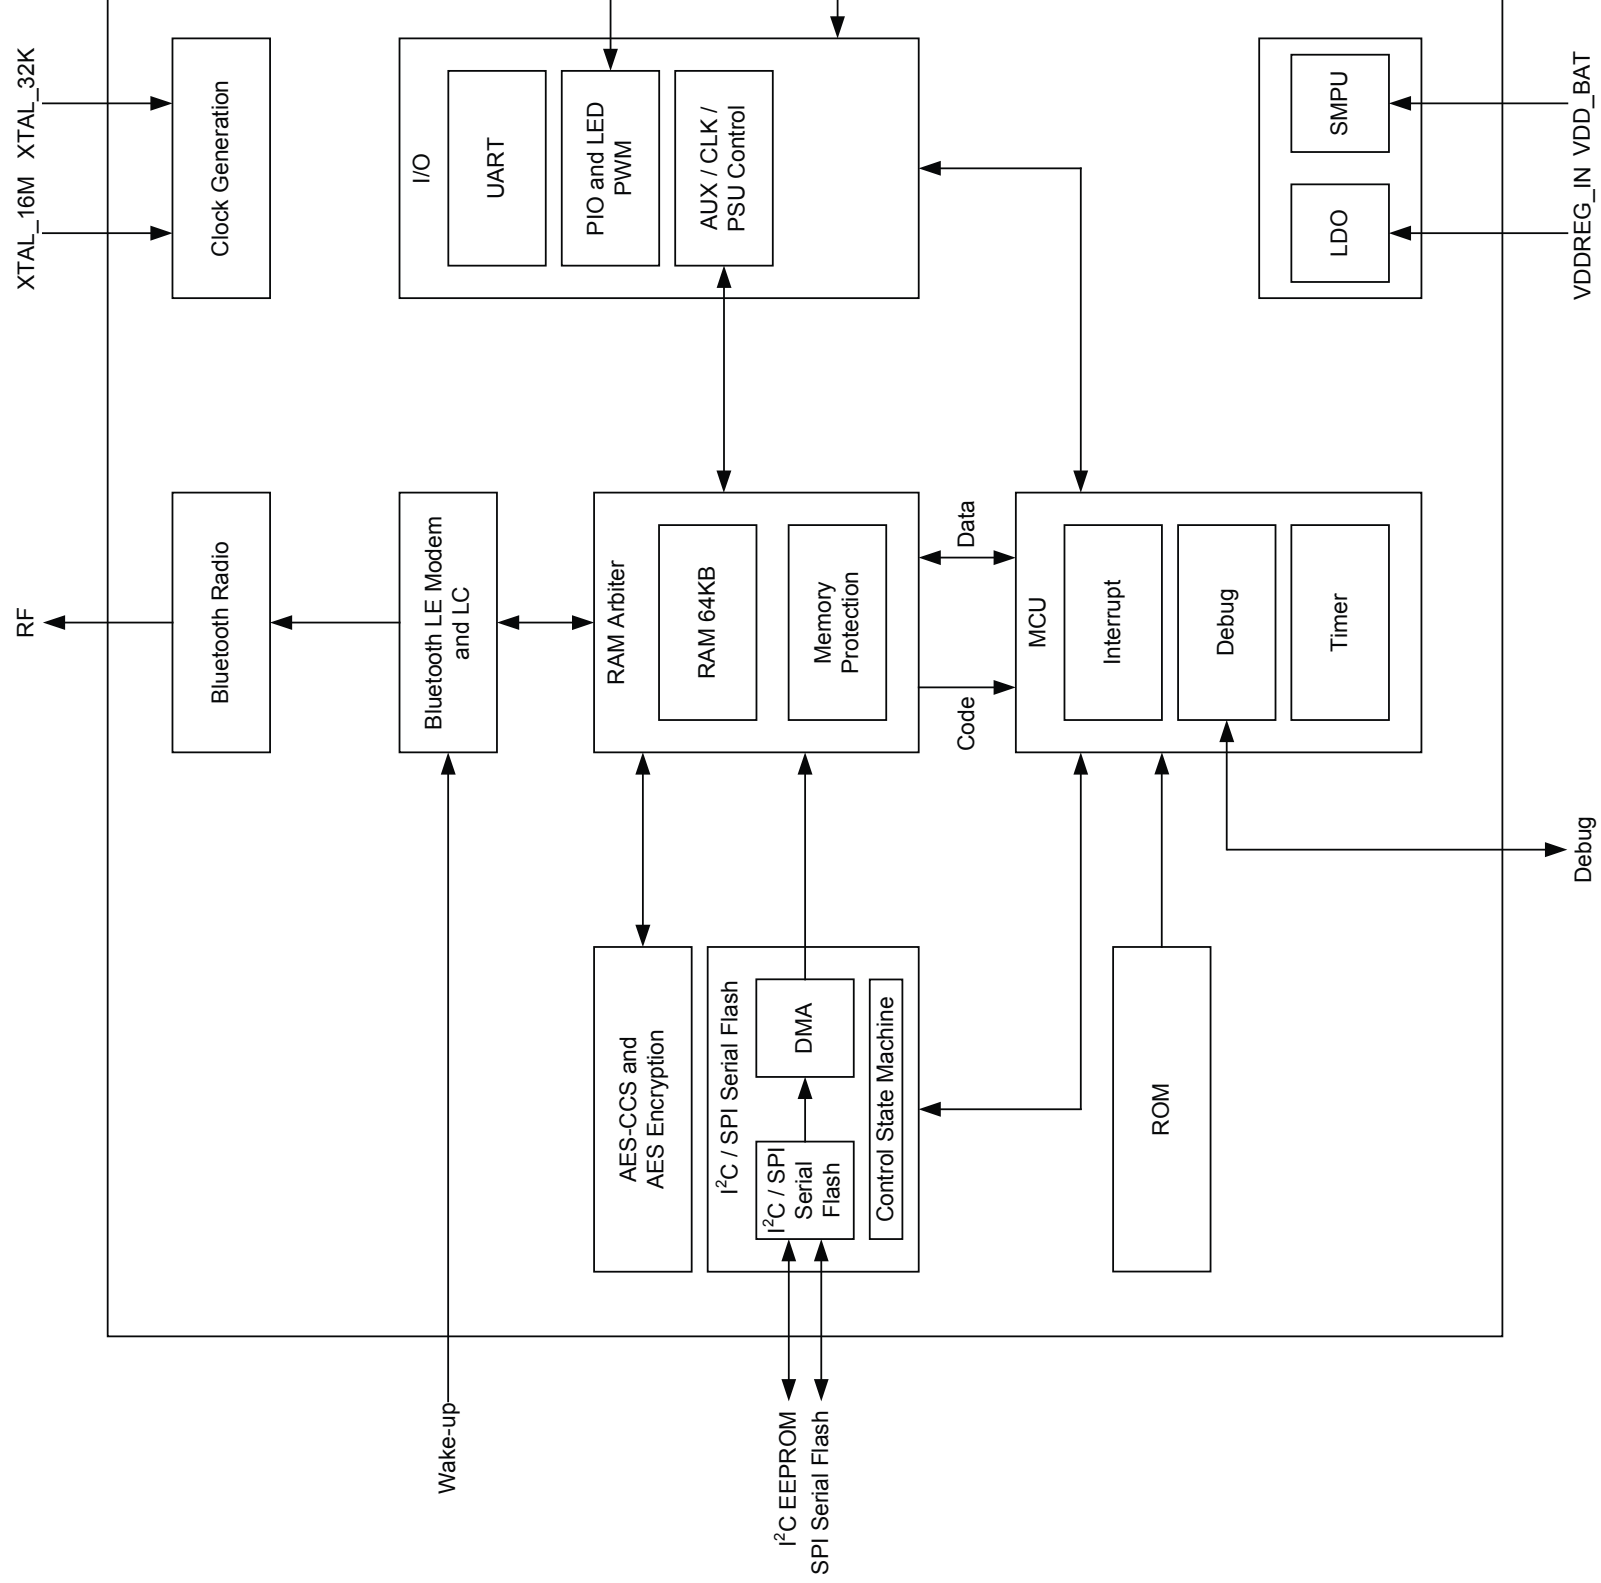 XTAL_16M
XTAL_32K
Clock Generation
RF
Bluetooth Radio
Wake-up
Bluetooth LE Modem
and LC
I/O
UART
PIO and LED
PWM
AUX / CLK /
PSU Control
RAM Arbiter
RAM 64KB
Memory
Protection
AES-CCS and
AES Encryption
I²C / SPI Serial Flash
I²C / SPI
Serial
Flash
DMA
Control State Machine
I²C EEPROM
SPI Serial Flash
Code
Data
MCU
Interrupt
Debug
Timer
ROM
Debug
LDO
SMPU
VDDREG_IN
VDD_BAT